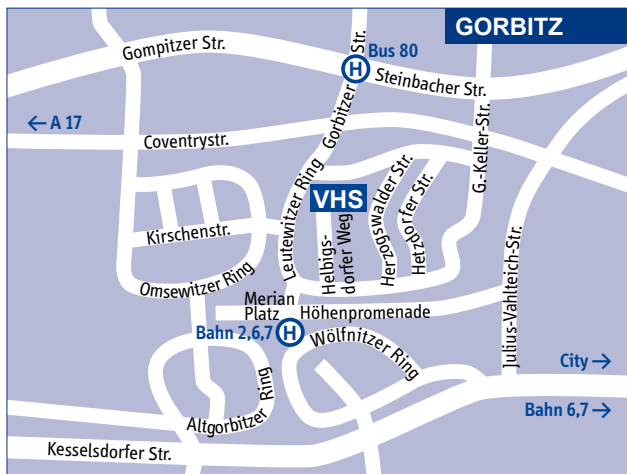 GORBITZ
Gompitzer Str.
Gorbitzer Str.
H
Bus 80
Steinbacher Str.
← A 17
Coventrystr.
G.-Keller-Str.
Leutewitzer Ring
VHS
Helbigs-
dorfer Weg
Herzogswalder Str.
Hetzdorfer Str.
Kirschenstr.
Omsewitzer Ring
Julius-Vahlteich-Str.
Merian
Platz
Höhenpromenade
Bahn 2,6,7
H
Wölfnitzer Ring
City →
Bahn 6,7 →
Altgorbitzer Ring
Kesselsdorfer Str.